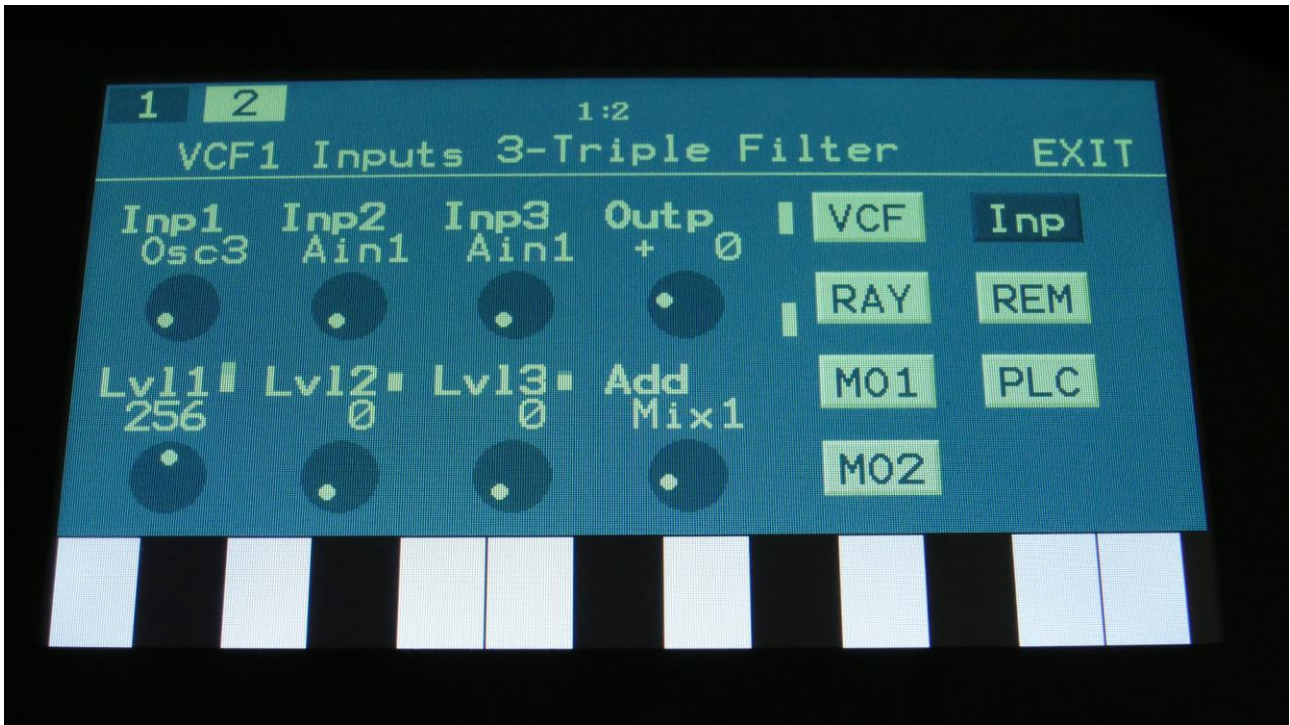 1 2 1:2
VCF1 Inputs 3-Triple Filter EXIT
Inp1 Inp2 Inp3 Outp VCF Inp
Osc3 Ain1 Ain1 + 0
RAY REM
Lvl1 Lvl2 Lvl3 Add MO1 PLC
256 0 0 Mix1
MO2